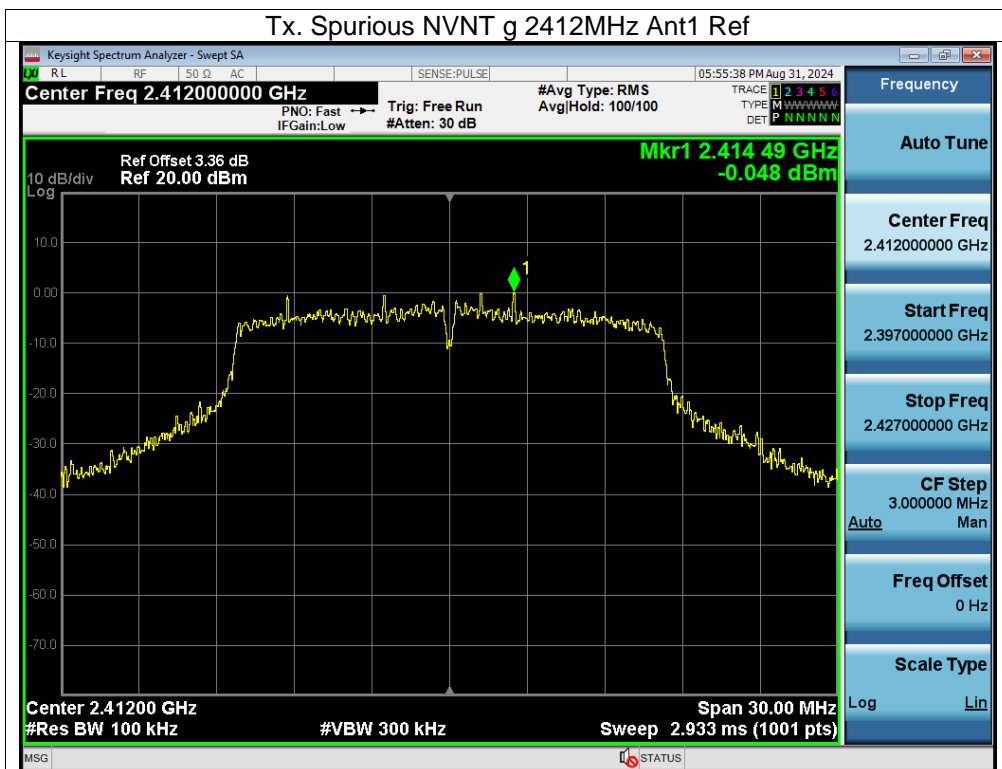 Tx. Spurious NVNT g 2412MHz Ant1 Ref
Keysight Spectrum Analyzer - Swept SA
LXI RL RF 50 Ω AC SENSE:PULSE 05:55:38 PM Aug 31, 2024
Center Freq 2.412000000 GHz
PNO: Fast
IFGain:Low
Trig: Free Run
#Atten: 30 dB
#Avg Type: RMS
Avg|Hold: 100/100
TRACE 1 2 3 4 5 6
TYPE M WWWWW
DET P N N N N N
Frequency
Auto Tune
Center Freq
2.412000000 GHz
Start Freq
2.397000000 GHz
Stop Freq
2.427000000 GHz
CF Step
3.000000 MHz
Auto Man
Freq Offset
0 Hz
Scale Type
Log Lin
Mkr1 2.414 49 GHz
-0.048 dBm
Ref Offset 3.36 dB
10 dB/div Ref 20.00 dBm
Log
1
10.0
0.00
-10.0
-20.0
-30.0
-40.0
-50.0
-60.0
-70.0
Center 2.41200 GHz Span 30.00 MHz
#Res BW 100 kHz #VBW 300 kHz Sweep 2.933 ms (1001 pts)
MSG STATUS